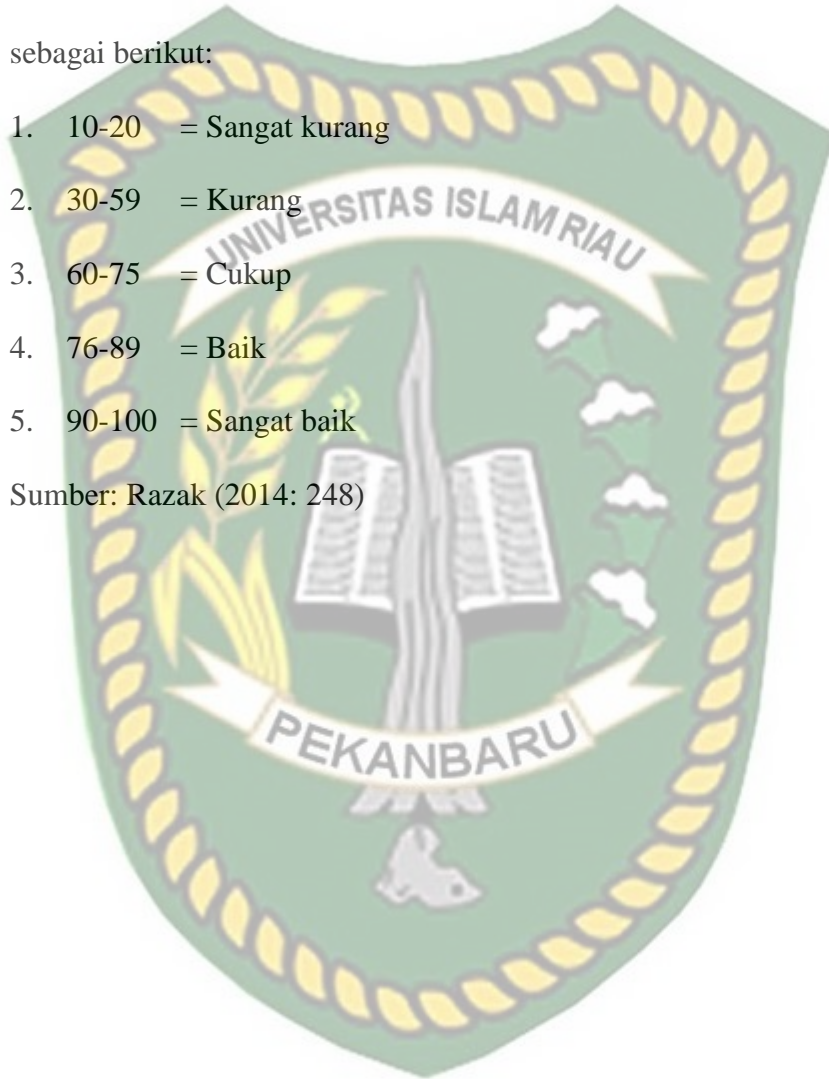 sebagai berikut:
1. 10-20 = Sangat kurang
2. 30-59 = Kurang
UNIVERSITAS ISLAM RIAU
3. 60-75 = Cukup
4. 76-89 = Baik
5. 90-100 = Sangat baik
Sumber: Razak (2014: 248)
PEKANBARU